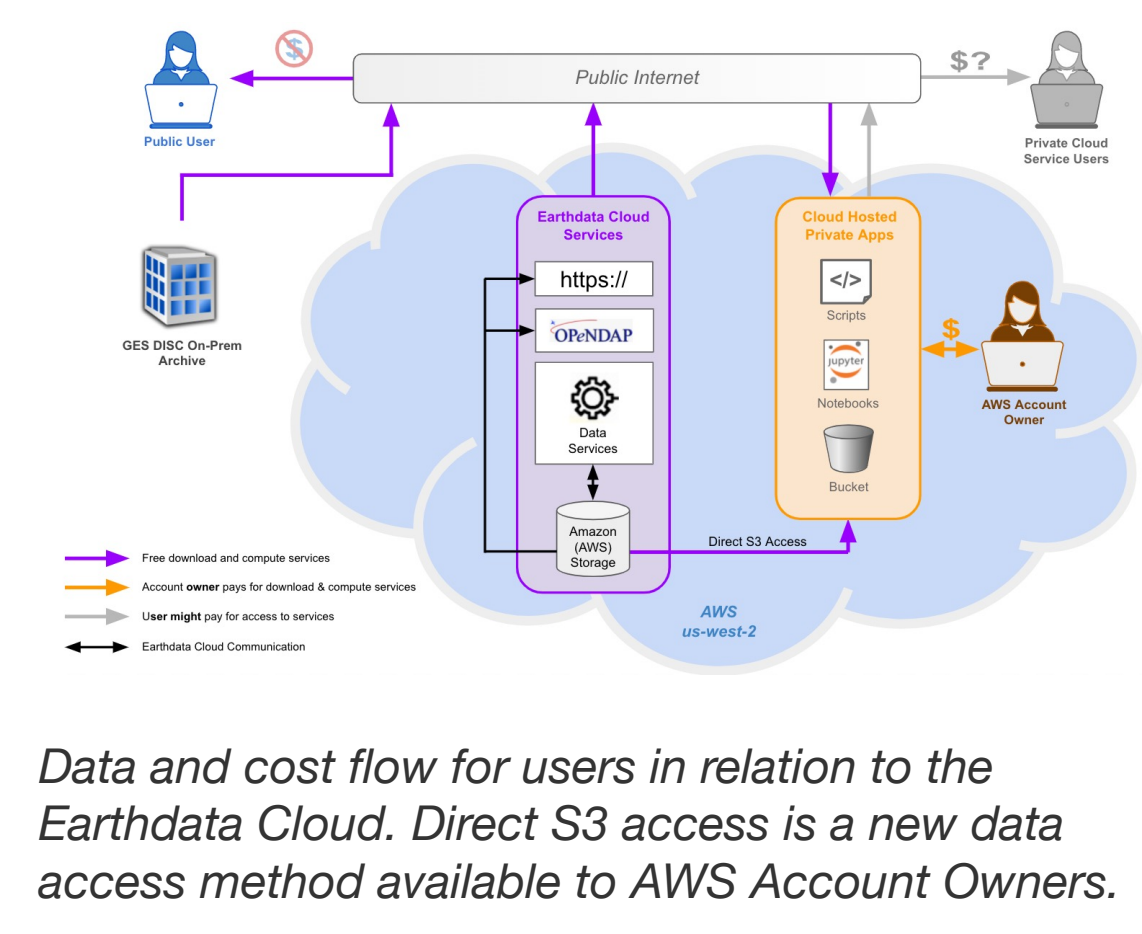 $
Public Internet
$?
Public User
Private Cloud
Service Users
Earthdata Cloud
Services
Cloud Hosted
Private Apps
https://
</>
Scripts
GES DISC On-Prem
Archive
OPeNDAP
$
jupyter
Notebooks
AWS Account
Owner
Data
Services
Bucket
Amazon
(AWS)
Storage
Direct S3 Access
Free download and compute services
Account owner pays for download & compute services
User might pay for access to services
Earthdata Cloud Communication
AWS
us-west-2
Data and cost flow for users in relation to the
Earthdata Cloud. Direct S3 access is a new data
access method available to AWS Account Owners.